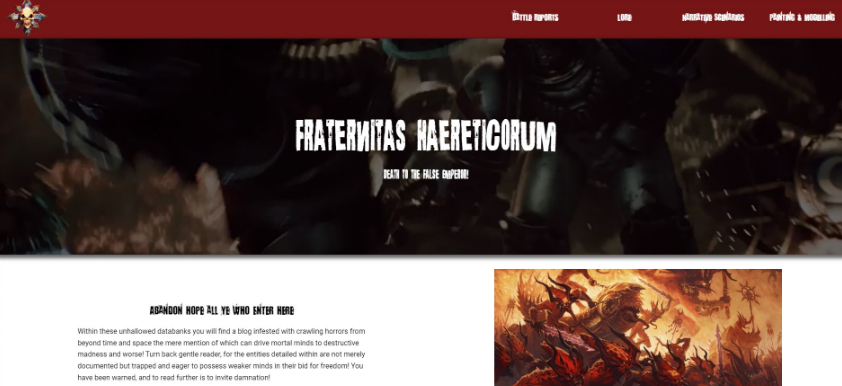 BATTLE REPORTS
LORE
NARRATIVE SCENARIOS
PAINTING & MODELLING
FRATERNITAS HAERETICORUM
DEATH TO THE FALSE EMPEROR!
ABANDON HOPE ALL YE WHO ENTER HERE
Within these unhallowed databanks you will find a blog infested with crawling horrors from
beyond time and space the mere mention of which can drive mortal minds to destructive
madness and worse! Turn back gentle reader, for the entities detailed within are not merely
documented but trapped and eager to possess weaker minds in their bid for freedom! You
have been warned, and to read further is to invite damnation!